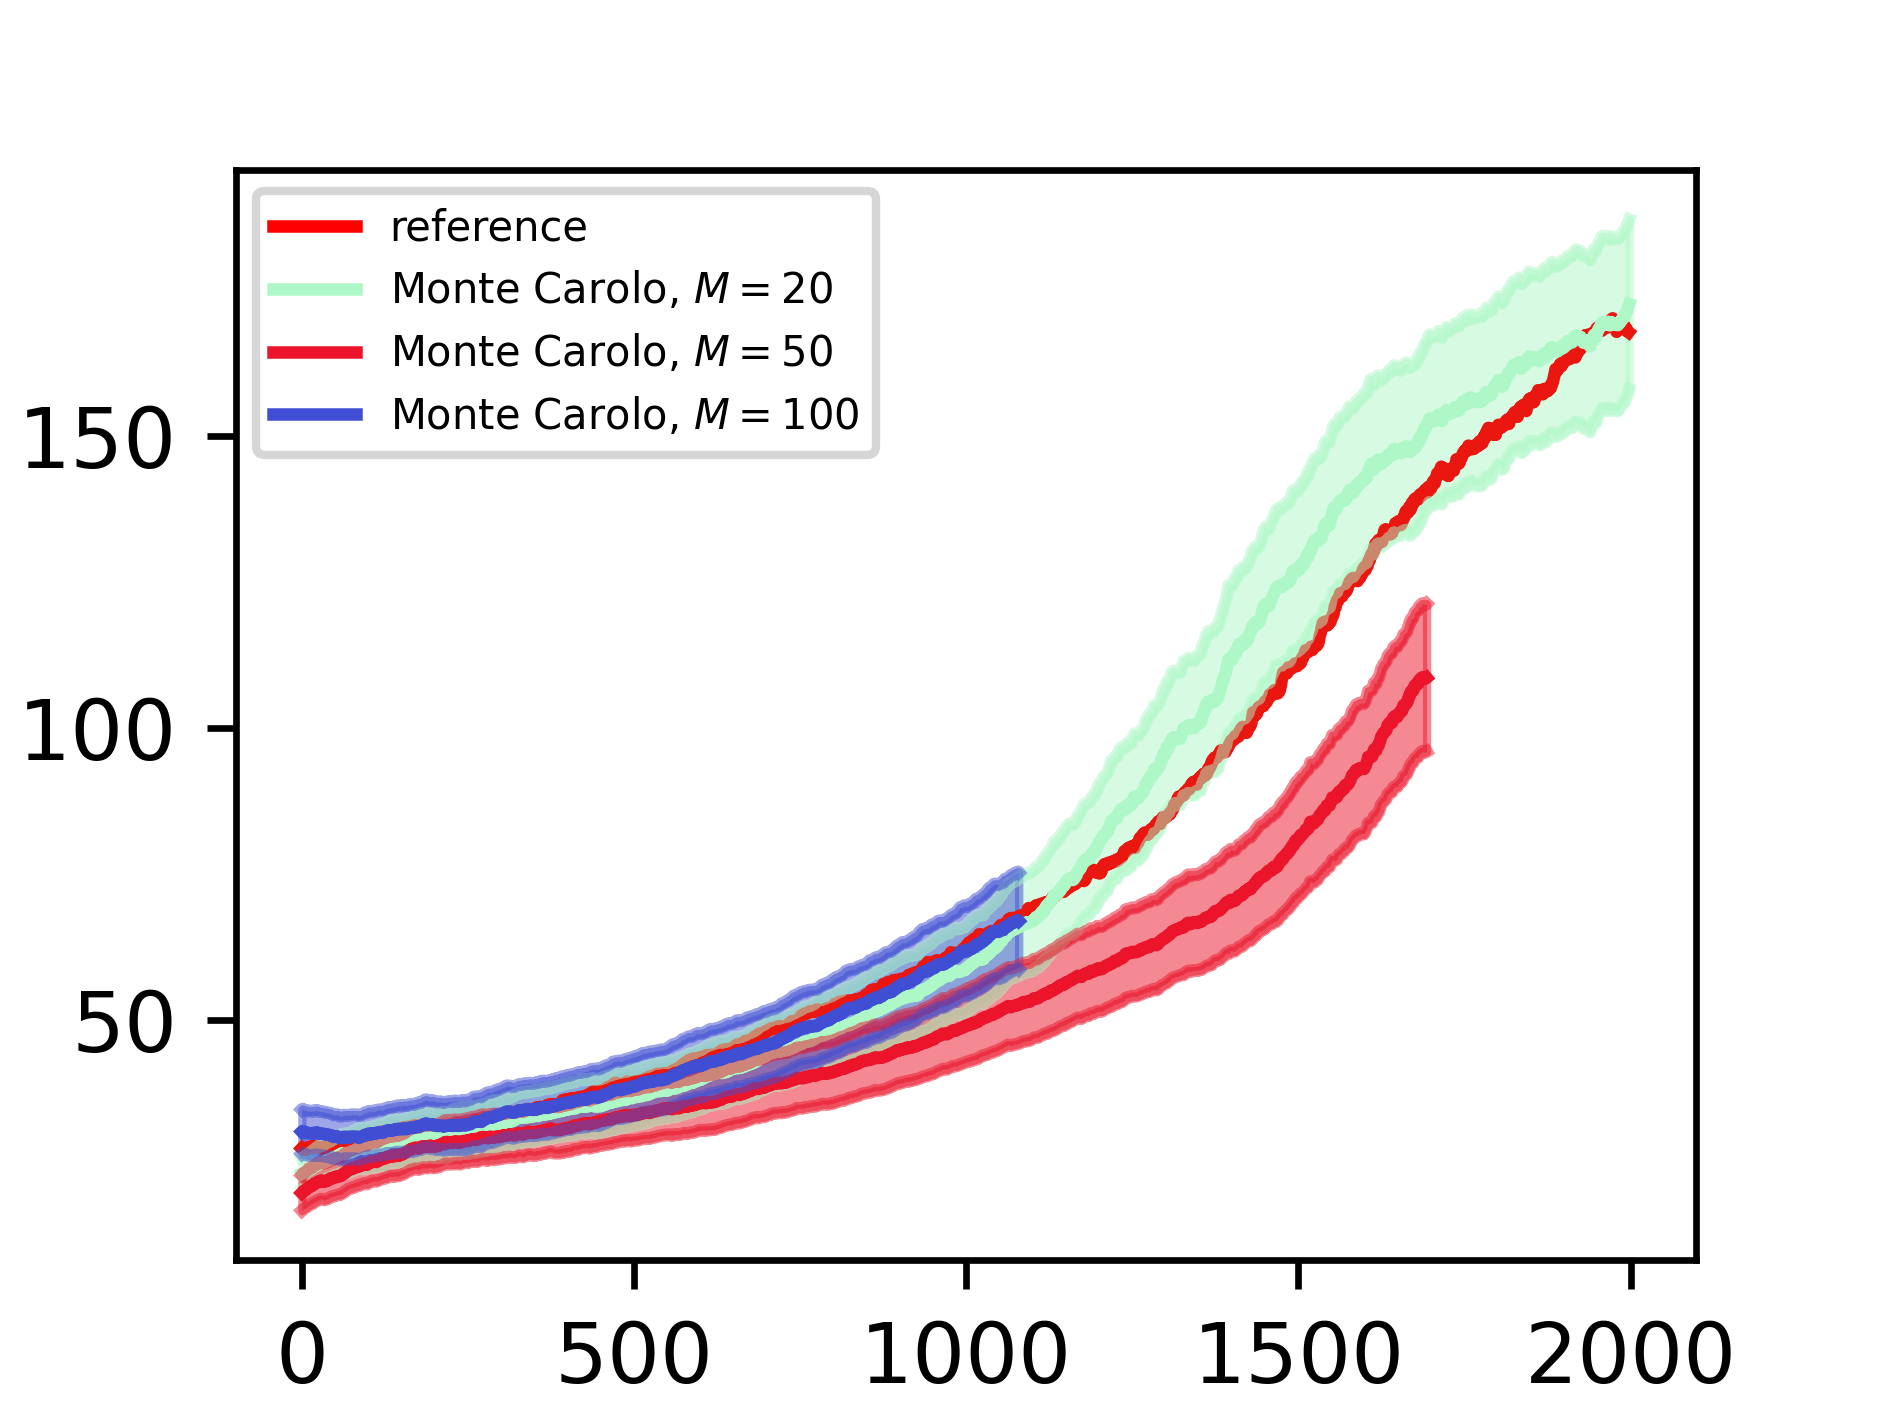 reference
Monte Carolo, M = 20
Monte Carolo, M = 50
Monte Carolo, M = 100
150
100
50
0 500 1000 1500 2000